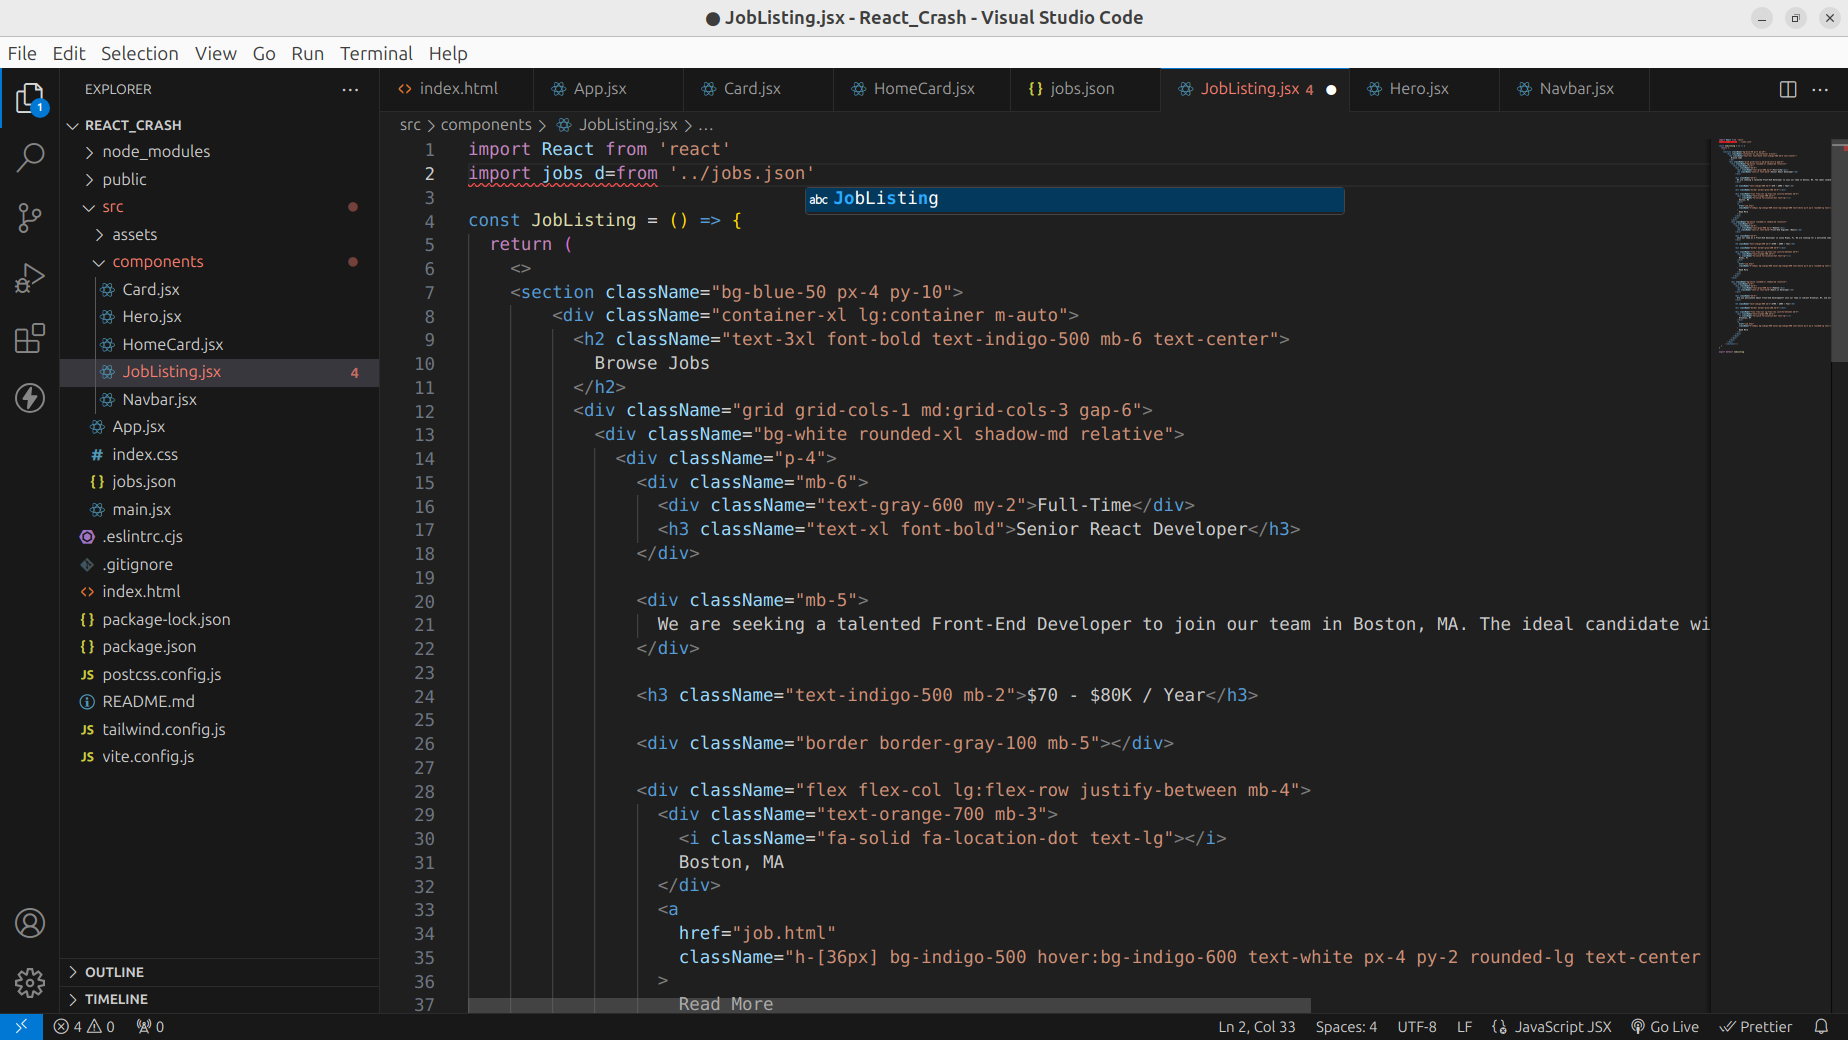 JobListing.jsx - React_Crash - Visual Studio Code
File Edit Selection View Go Run Terminal Help
EXPLORER
index.html
App.jsx
Card.jsx
HomeCard.jsx
{} jobs.json
JobListing.jsx 4
Hero.jsx
Navbar.jsx
1
src > components > JobListing.jsx > ...
REACT_CRASH
node_modules
public
src
assets
components
Card.jsx
Hero.jsx
HomeCard.jsx
JobListing.jsx 4
Navbar.jsx
App.jsx
# index.css
{} jobs.json
main.jsx
.eslintrc.cjs
.gitignore
<> index.html
{} package-lock.json
{} package.json
JS postcss.config.js
README.md
JS tailwind.config.js
JS vite.config.js
OUTLINE
TIMELINE
1 import React from 'react'
2 import jobs d=from '../jobs.json'
abc JobListing
3
4 const JobListing = () => {
5 return (
6 <>
7 <section className="bg-blue-50 px-4 py-10">
8 <div className="container-xl lg:container m-auto">
9 <h2 className="text-3xl font-bold text-indigo-500 mb-6 text-center">
10 Browse Jobs
11 </h2>
12 <div className="grid grid-cols-1 md:grid-cols-3 gap-6">
13 <div className="bg-white rounded-xl shadow-md relative">
14 <div className="p-4">
15 <div className="mb-6">
16 <div className="text-gray-600 my-2">Full-Time</div>
17 <h3 className="text-xl font-bold">Senior React Developer</h3>
18 </div>
19
20 <div className="mb-5">
21 We are seeking a talented Front-End Developer to join our team in Boston, MA. The ideal candidate wi
22 </div>
23
24 <h3 className="text-indigo-500 mb-2">$70 - $80K / Year</h3>
25
26 <div className="border border-gray-100 mb-5"></div>
27
28 <div className="flex flex-col lg:flex-row justify-between mb-4">
29 <div className="text-orange-700 mb-3">
30 <i className="fa-solid fa-location-dot text-lg"></i>
31 Boston, MA
32 </div>
33 <a
34 href="job.html"
35 className="h-[36px] bg-indigo-500 hover:bg-indigo-600 text-white px-4 py-2 rounded-lg text-center
36 >
37 Read More
4 0 0 Ln 2, Col 33 Spaces: 4 UTF-8 LF JavaScript JSX Go Live Prettier